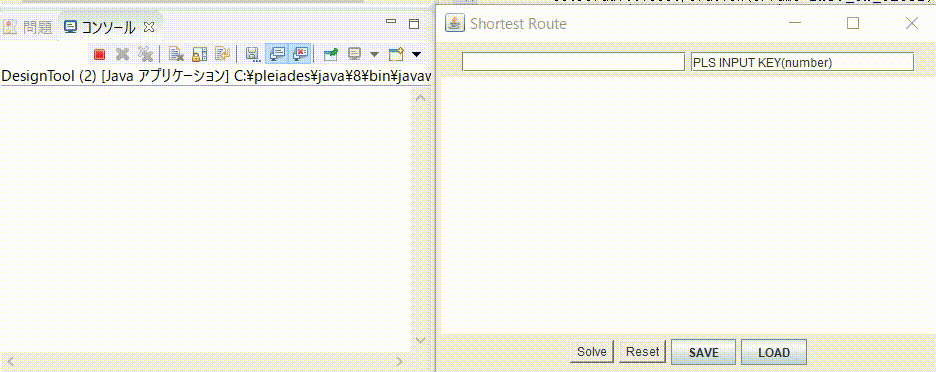 問題 コンソール
DesignTool (2) [Java アプリケーション] C:¥pleiades¥java¥8¥bin¥javaw
Shortest Route
PLS INPUT KEY(number)
Solve Reset SAVE LOAD